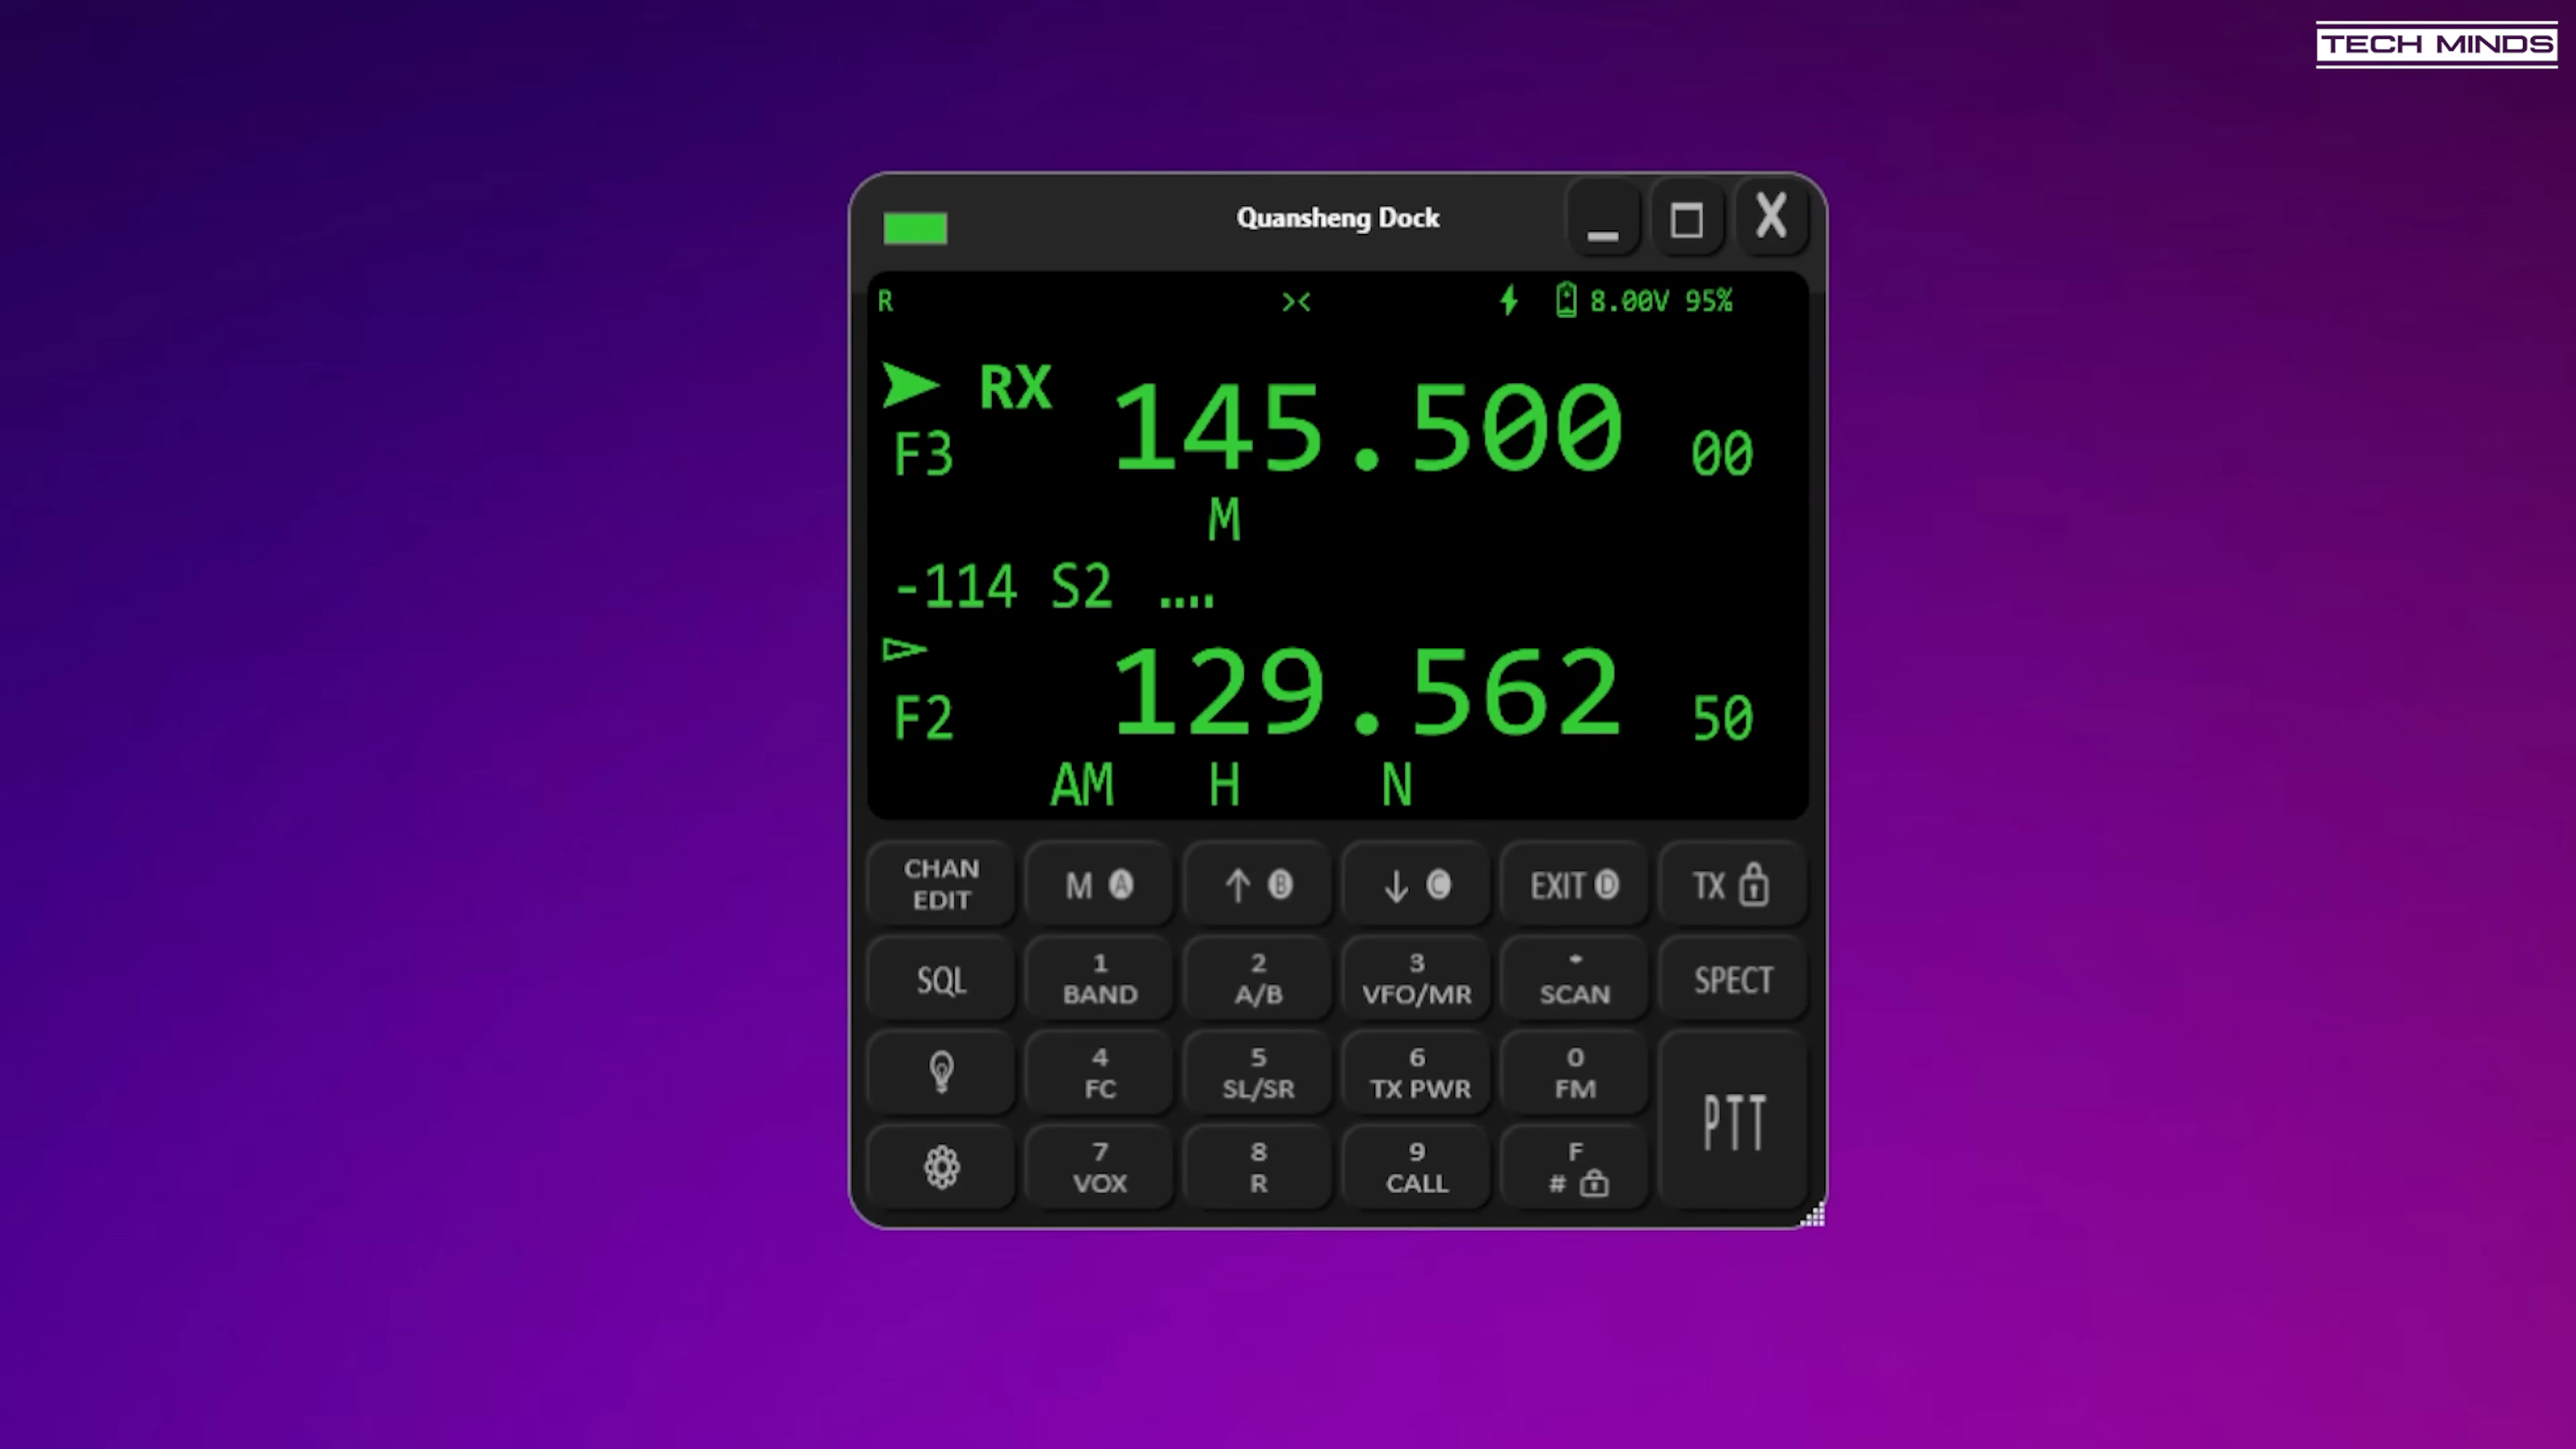 TECH MINDS
Quansheng Dock
R >< 8.00V 95%
RX 145.500 00
F3
M
-114 S2 ....
129.562 50
F2
AM H N
CHAN EDIT
M A
↑ B
↓ C
EXIT D
TX
SQL
1 BAND
2 A/B
3 VFO/MR
* SCAN
SPECT
4 FC
5 SL/SR
6 TX PWR
0 FM
PTT
7 VOX
8 R
9 CALL
F #